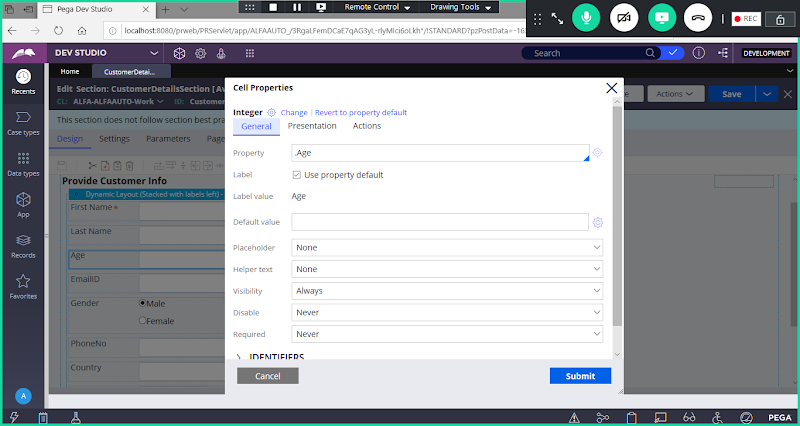 Pega Dev Studio
Remote Control
Drawing Tools
REC
localhost:8080/prweb/PRServlet/app/ALFAAUTO_/3RgaLFemDCaE7qAG3yL-rlyMIci6oLkh*/!STANDARD?pzPostData=-16
DEV STUDIO
Search
DEVELOPMENT
Recents
Home
CustomerDetai...
Edit Section: CustomerDetailsSection [Av
CL: ALFA-ALFAAUTO-Work
ID: Custome
Actions
Save
This section does not follow section best pra
Case types
Design
Settings
Parameters
Page
Data types
Provide Customer Info
Dynamic Layout (Stacked with labels left) -
First Name
Last Name
Age
EmailID
Gender
Male
Female
PhoneNo
Country
App
Records
Favorites
A
Cell Properties
Integer
Change | Revert to property default
General
Presentation
Actions
Property
.Age
Label
Use property default
Label value
Age
Default value
Placeholder
None
Helper text
None
Visibility
Always
Disable
Never
Required
Never
IDENTIFIERS
Cancel
Submit
PEGA